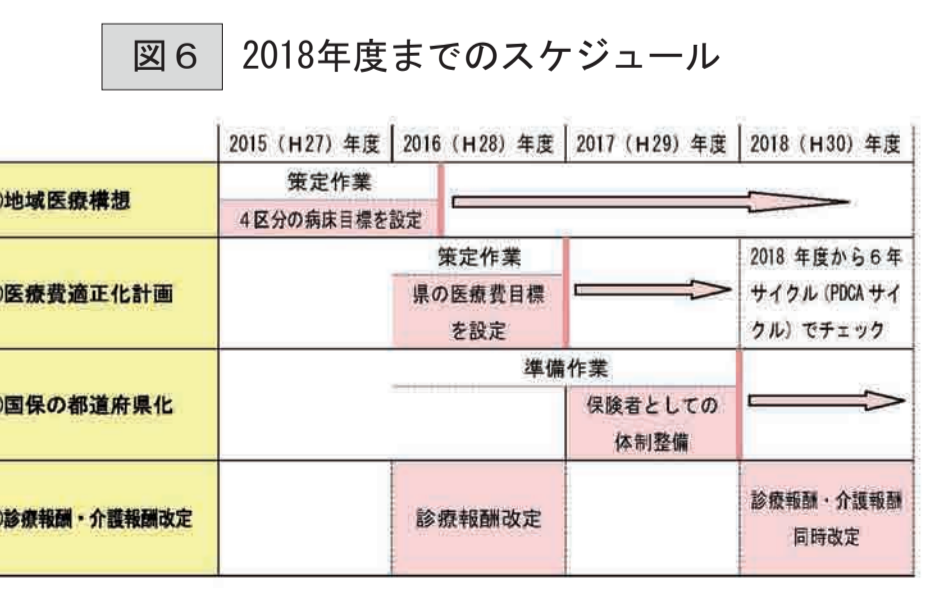 図6 2018年度までのスケジュール
2015（H27）年度 2016（H28）年度 2017（H29）年度 2018（H30）年度
地域医療構想
策定作業
4区分の病床目標を設定
医療費適正化計画
策定作業
県の医療費目標
を設定
2018 年度から6年
サイクル（PDCA サイ
クル）でチェック
国保の都道府県化
準備作業
保険者としての
体制整備
診療報酬・介護報酬改定
診療報酬改定
診療報酬・介護報酬
同時改定